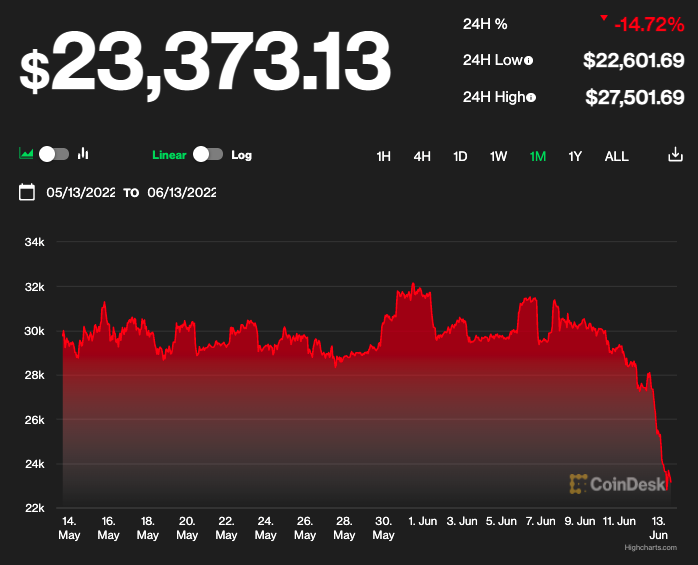 $23,373.13
24H % -14.72%
24H Low $22,601.69
24H High $27,501.69
Linear Log
1H 4H 1D 1W 1M 1Y ALL
05/13/2022 TO 06/13/2022
34k
32k
30k
28k
26k
24k
22k
CoinDesk
14. May 16. May 18. May 20. May 22. May 24. May 26. May 28. May 30. May 1. Jun 3. Jun 5. Jun 7. Jun 9. Jun 11. Jun 13. Jun
Highcharts.com